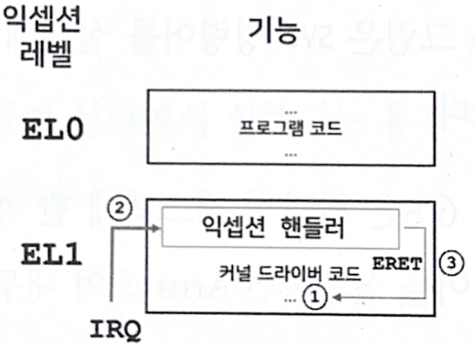 익셉션
레벨
기능
EL0
...
프로그램 코드
...
②
익셉션 핸들러
EL1
ERET
③
커널 드라이버 코드
... ①
IRQ